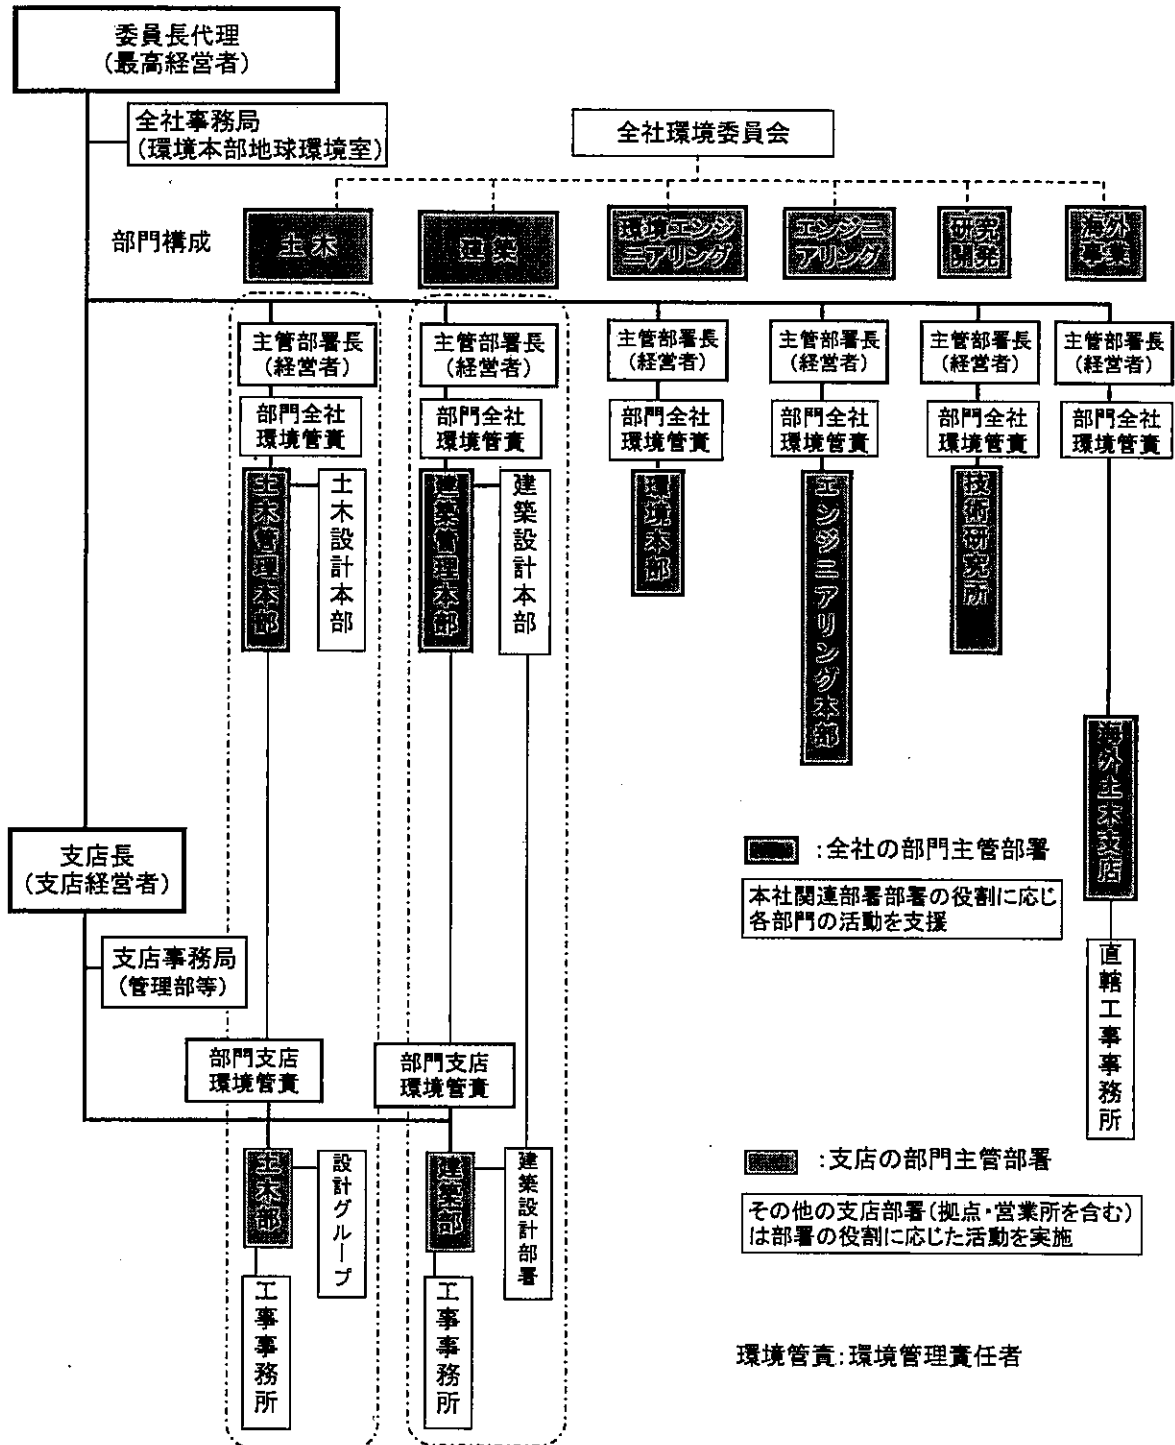 委員長代理
(最高経営者)
全社事務局
(環境本部地球環境室)
全社環境委員会
部門構成
土木
建築
環境エンジ
ニアリング
エンジニ
アリング
研究
開発
海外
事業
主管部署長
(経営者)
主管部署長
(経営者)
主管部署長
(経営者)
主管部署長
(経営者)
主管部署長
(経営者)
主管部署長
(経営者)
部門全社
環境管責
部門全社
環境管責
部門全社
環境管責
部門全社
環境管責
部門全社
環境管責
部門全社
環境管責
土木管理本部
土木設計本部
建築管理本部
建築設計本部
環境本部
エンジニアリング本部
技術研究所
海外土木支店
直轄工事事務所
支店長
(支店経営者)
支店事務局
(管理部等)
:全社の部門主管部署
本社関連部署部署の役割に応じ
各部門の活動を支援
部門支店
環境管責
部門支店
環境管責
土木部
設計グループ
建築部
建築設計部署
工事事務所
工事事務所
:支店の部門主管部署
その他の支店部署(拠点・営業所を含む)
は部署の役割に応じた活動を実施
環境管責:環境管理責任者